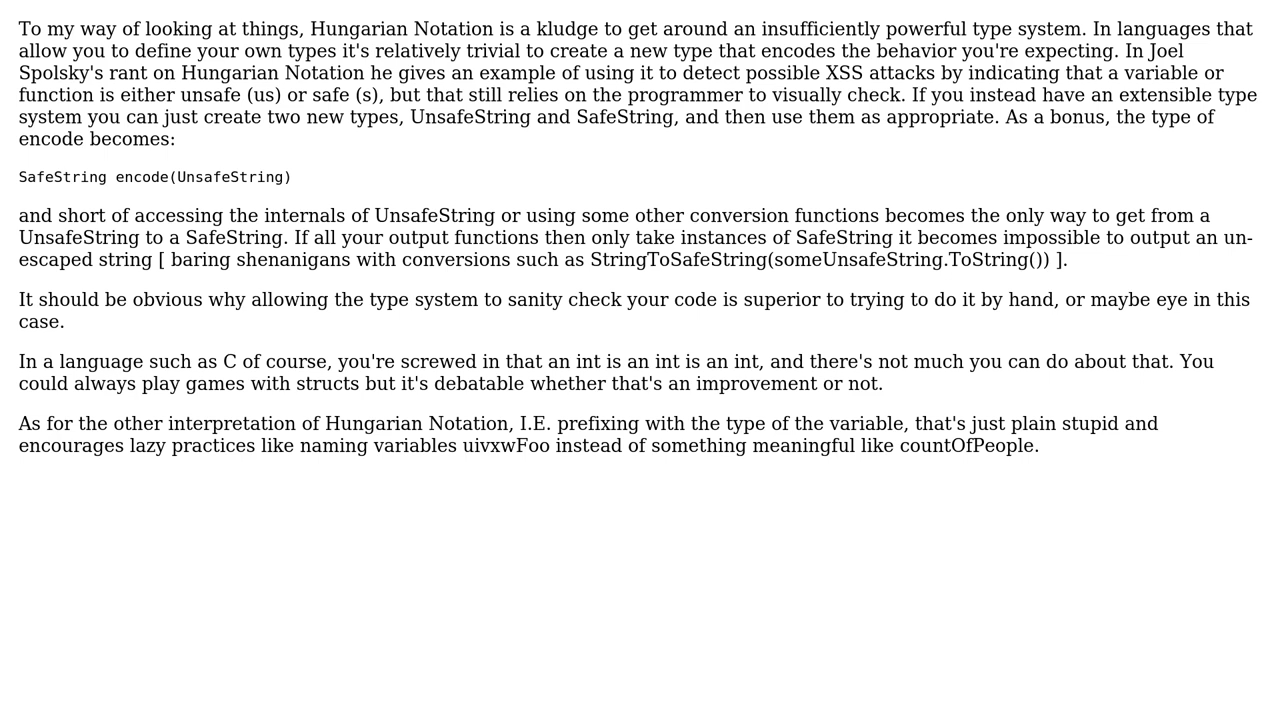 To my way of looking at things, Hungarian Notation is a kludge to get around an insufficiently powerful type system. In languages that
allow you to define your own types it's relatively trivial to create a new type that encodes the behavior you're expecting. In Joel
Spolsky's rant on Hungarian Notation he gives an example of using it to detect possible XSS attacks by indicating that a variable or
function is either unsafe (us) or safe (s), but that still relies on the programmer to visually check. If you instead have an extensible type
system you can just create two new types, UnsafeString and SafeString, and then use them as appropriate. As a bonus, the type of
encode becomes:
SafeString encode(UnsafeString)
and short of accessing the internals of UnsafeString or using some other conversion functions becomes the only way to get from a
UnsafeString to a SafeString. If all your output functions then only take instances of SafeString it becomes impossible to output an un-
escaped string [ baring shenanigans with conversions such as StringToSafeString(someUnsafeString.ToString()) ].
It should be obvious why allowing the type system to sanity check your code is superior to trying to do it by hand, or maybe eye in this
case.
In a language such as C of course, you're screwed in that an int is an int is an int, and there's not much you can do about that. You
could always play games with structs but it's debatable whether that's an improvement or not.
As for the other interpretation of Hungarian Notation, I.E. prefixing with the type of the variable, that's just plain stupid and
encourages lazy practices like naming variables uivxwFoo instead of something meaningful like countOfPeople.